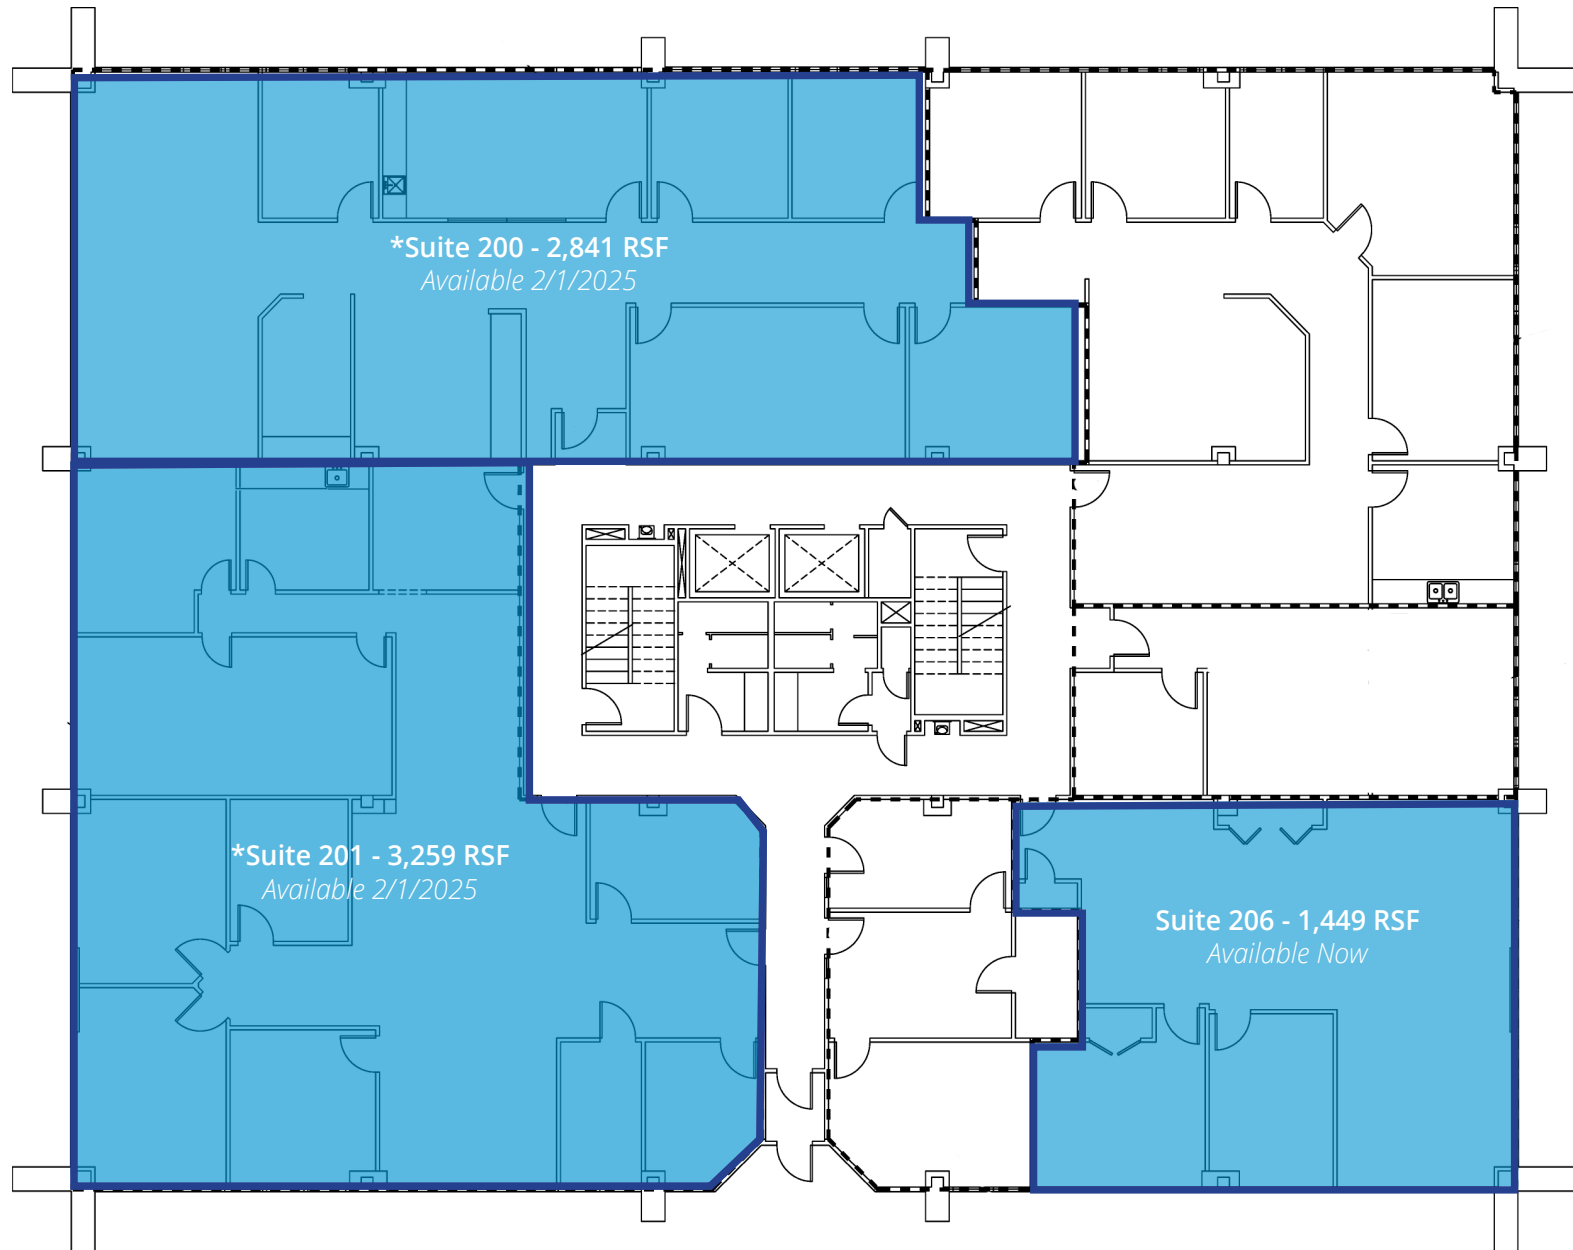 *Suite 200 - 2,841 RSF
Available 2/1/2025
*Suite 201 - 3,259 RSF
Available 2/1/2025
Suite 206 - 1,449 RSF
Available Now